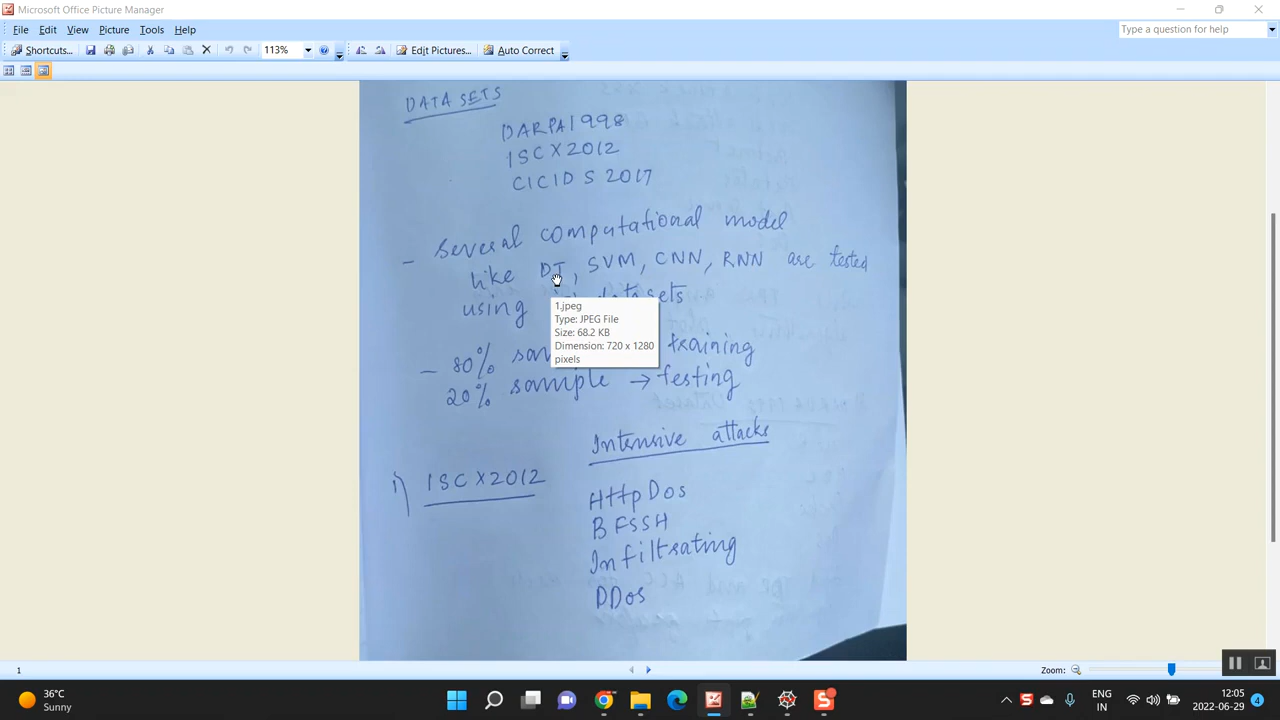 Microsoft Office Picture Manager
File Edit View Picture Tools Help
Type a question for help
Shortcuts... 113% Edit Pictures... Auto Correct
DATASETS
DARPA1998
ISCX2012
CICIDS 2017
- Several computational model
like DT, SVM, CNN, RNN are tested
using datasets
1.jpeg
Type: JPEG File
Size: 68.2 KB
Dimension: 720 x 1280
pixels
- 80% training
20% sample → testing
Intensive attacks
i) ISCX2012
HttpDos
BFSSH
Infiltrating
DDos
1
Zoom:
36°C
Sunny
ENG
IN
12:05
2022-06-29
4